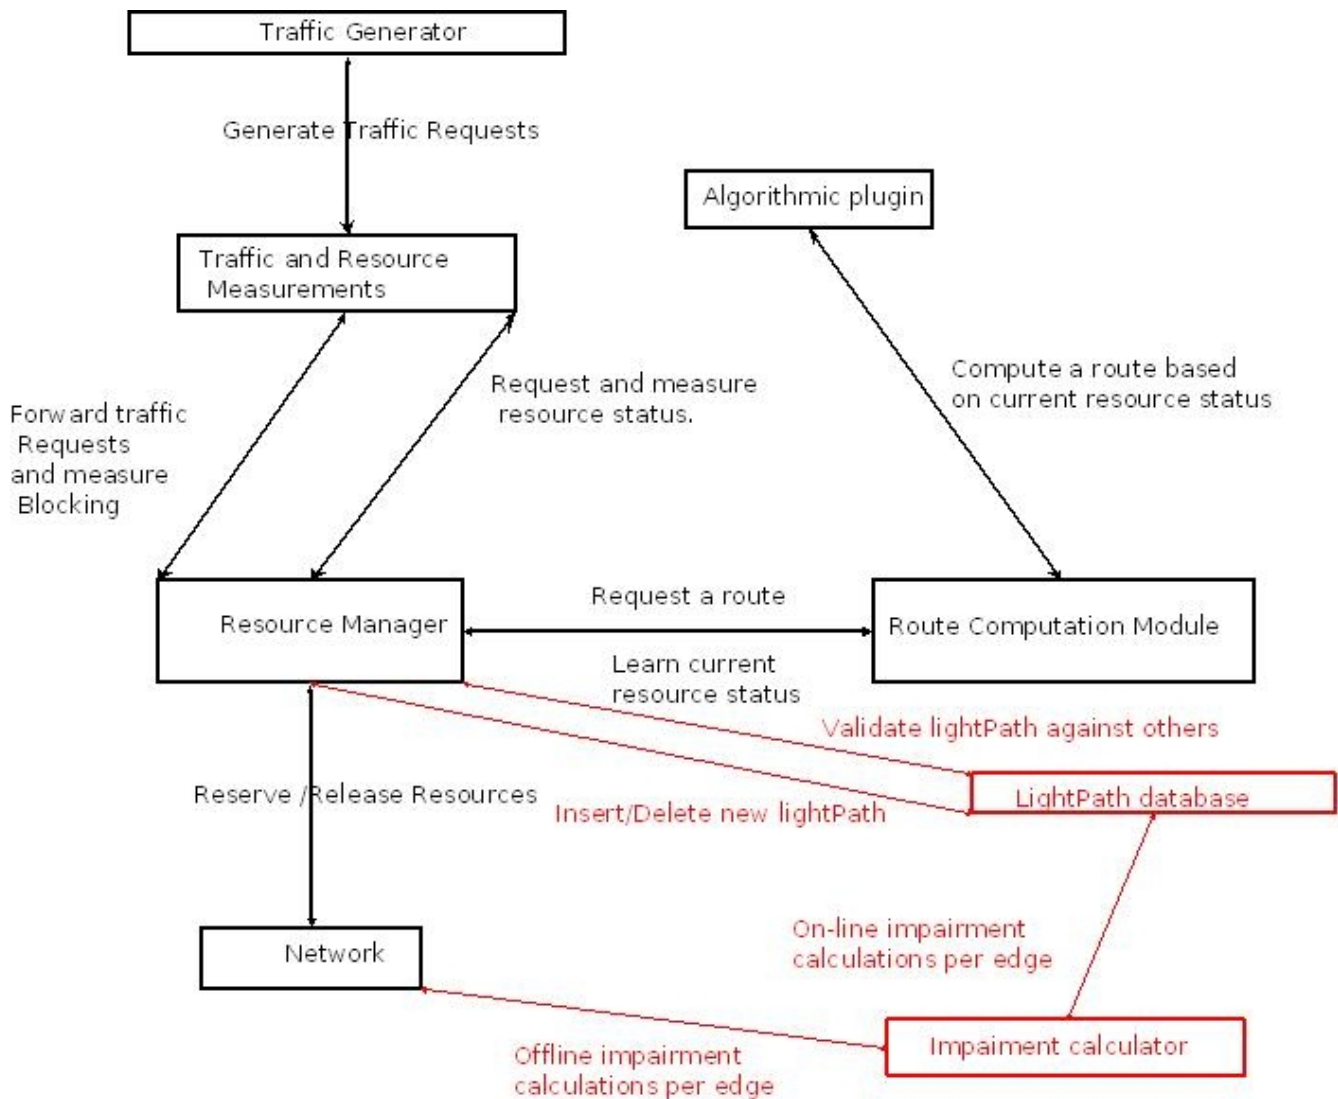 Traffic Generator
Generate Traffic Requests
Algorithmic plugin
Traffic and Resource
Measurements
Request and measure
resource status.
Compute a route based
on current resource status
Forward traffic
Requests
and measure
Blocking
Request a route
Resource Manager
Route Computation Module
Learn current
resource status
Validate lightPath against others
Reserve /Release Resources
Insert/Delete new lightPath
LightPath database
On-line impairment
calculations per edge
Network
Offline impairment
calculations per edge
Impaiment calculator